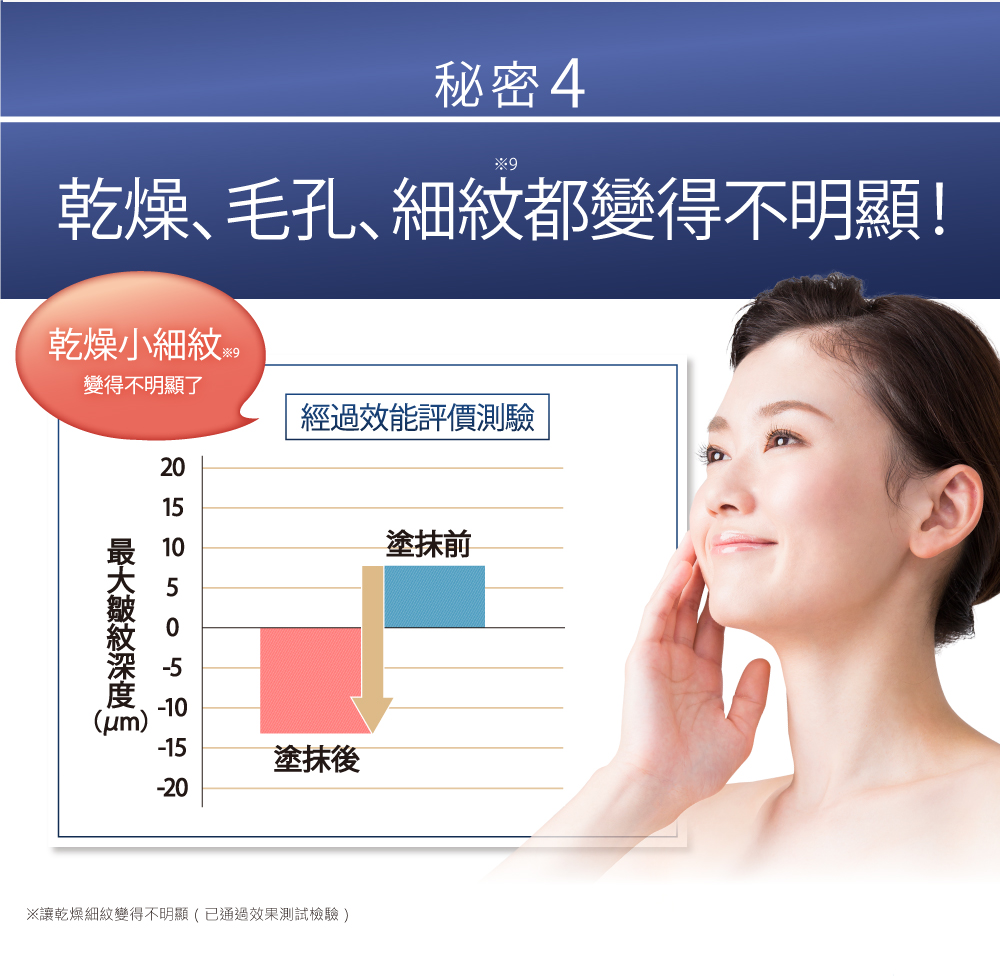 秘密4
※9
乾燥、毛孔、細紋都變得不明顯!
乾燥小細紋※9
變得不明顯了
經過效能評價測驗
20
15
10
5
0
-5
-10
-15
-20
最大皺紋深度
(μm)
塗抹前
塗抹後
※讓乾燥細紋變得不明顯(已通過效果測試檢驗)